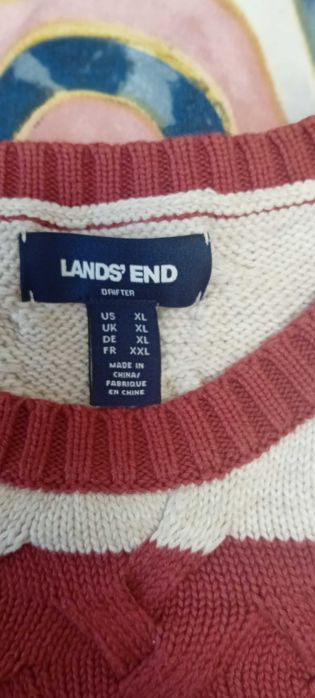 LANDS' END
DRIFTER
US XL
UK XL
DE XL
FR XXL
MADE IN
CHINA/
FABRIQUE
EN CHINE